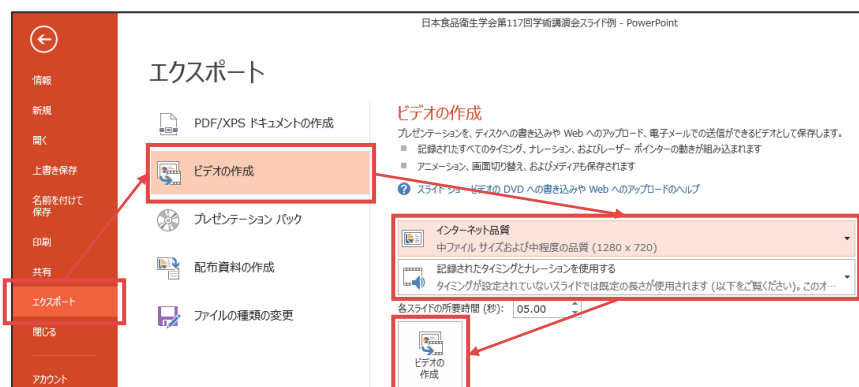 日本食品衛生学会第117回学術講演会スライド例 - PowerPoint
情報
新規
開く
上書き保存
名前を付けて
保存
印刷
共有
エクスポート
閉じる
アカウント
エクスポート
PDF/XPS ドキュメントの作成
ビデオの作成
プレゼンテーション パック
配布資料の作成
ファイルの種類の変更
ビデオの作成
プレゼンテーションを、ディスクへの書き込みや Web へのアップロード、電子メールでの送信ができるビデオとして保存します。
記録されたすべてのタイミング、ナレーション、およびレーザー ポインターの動きが組み込まれます
アニメーション、画面切り替え、およびメディアも保存されます
スライド ショー ビデオの DVD への書き込みや Web へのアップロードのヘルプ
インターネット品質
中ファイル サイズおよび中程度の品質 (1280 x 720)
記録されたタイミングとナレーションを使用する
タイミングが設定されていないスライドでは既定の長さが使用されます (以下をご覧ください)。このオ…
各スライドの所要時間 (秒): 05.00
ビデオの
作成